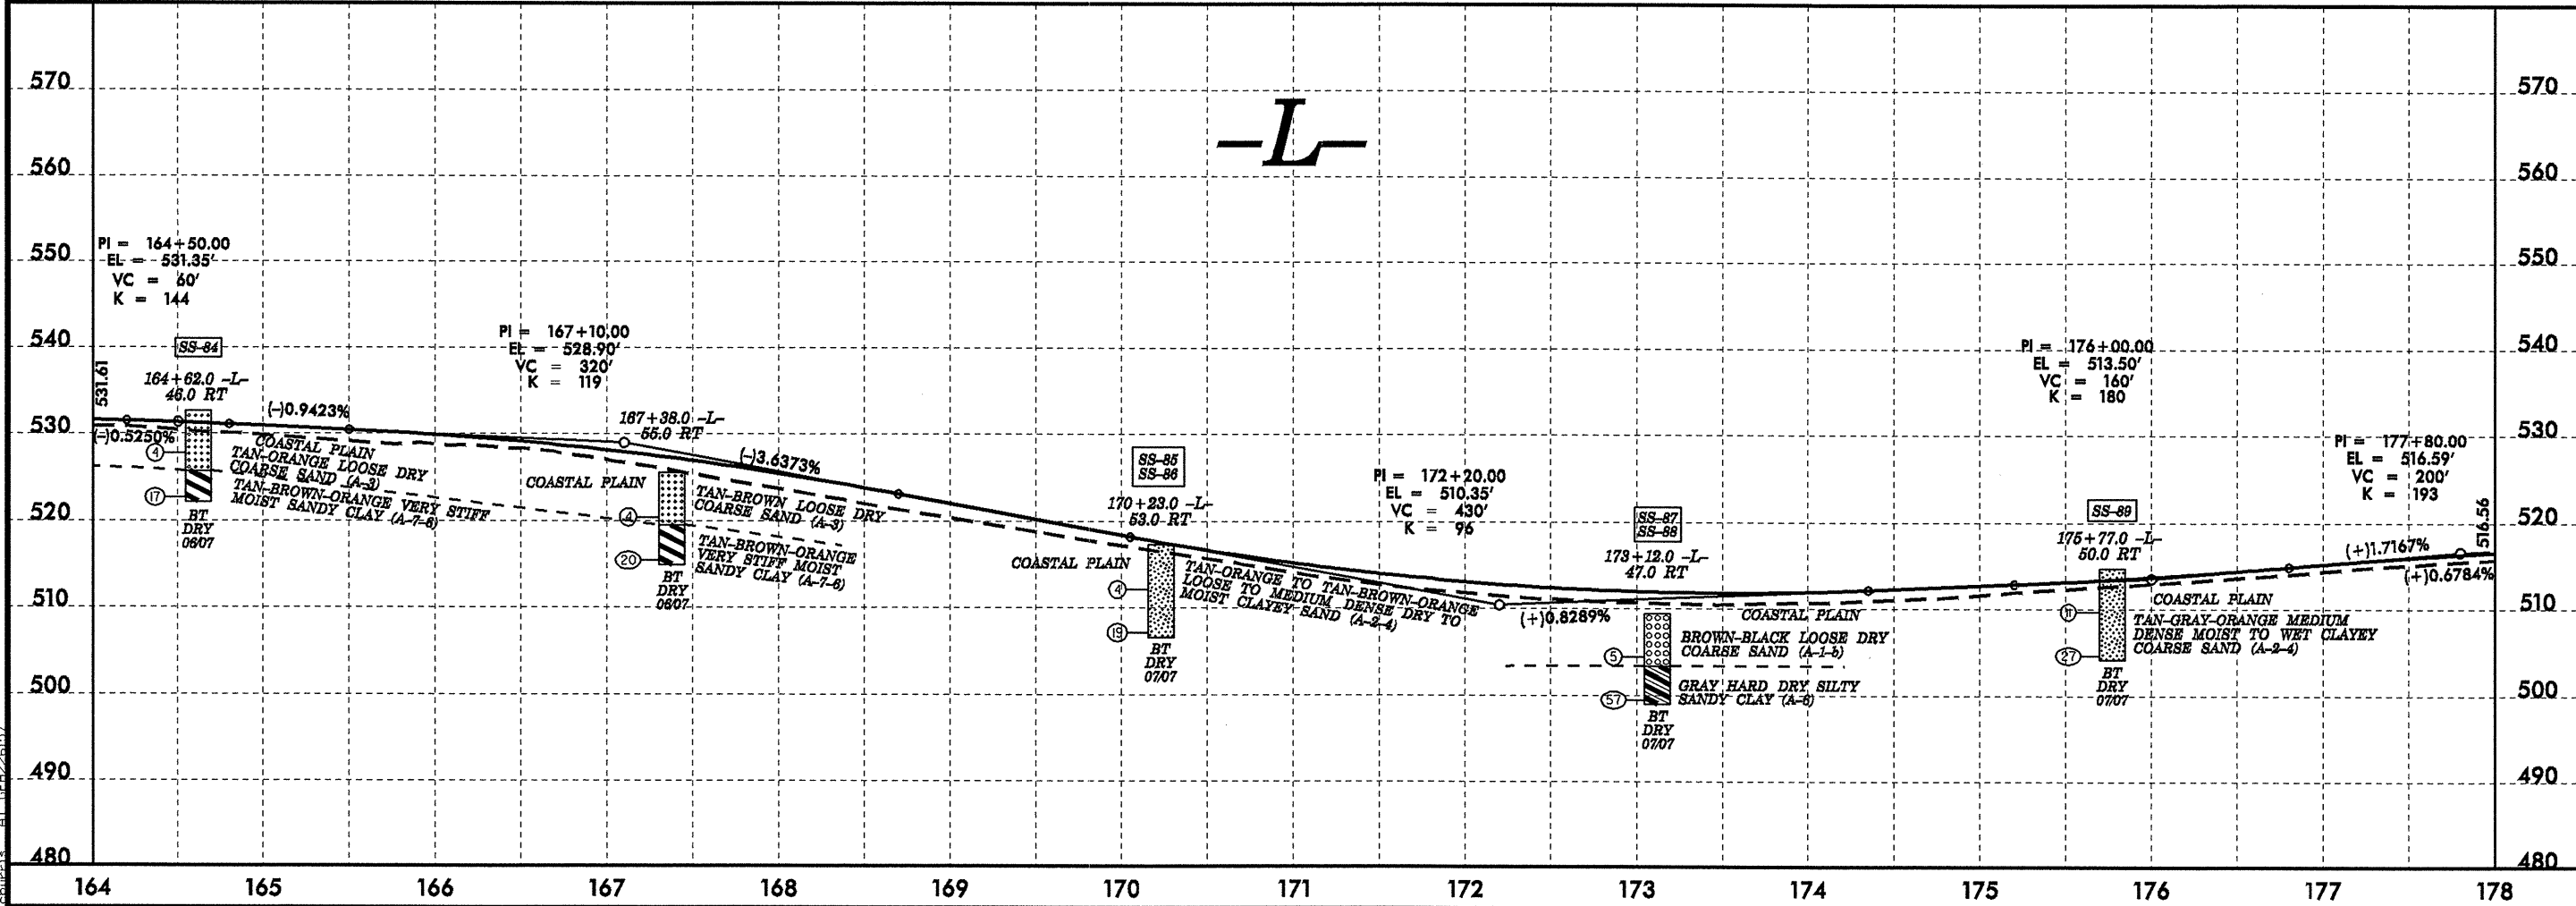 -L-
570
570
560
560
550
550
540
540
530
530
520
520
510
510
500
500
490
490
480
480
PI = 164+50.00
EL = 531.35'
VC = 60'
K = 144
SS-84
164+62.0 -L-
46.0 RT
531.61
(-)0.5250%
(-)0.9423%
4
17
COASTAL PLAIN
TAN-ORANGE LOOSE DRY
COARSE SAND (A-3)
TAN-BROWN-ORANGE VERY STIFF
MOIST SANDY CLAY (A-7-6)
BT
DRY
06/07
PI = 167+10.00
EL = 528.90'
VC = 320'
K = 119
167+38.0 -L-
55.0 RT
(-)3.6373%
COASTAL PLAIN
4
20
TAN-BROWN LOOSE DRY
COARSE SAND (A-3)
TAN-BROWN-ORANGE
VERY STIFF MOIST
SANDY CLAY (A-7-6)
BT
DRY
06/07
SS-85
SS-86
170+23.0 -L-
53.0 RT
COASTAL PLAIN
4
19
TAN-ORANGE TO TAN-BROWN-ORANGE
LOOSE TO MEDIUM DENSE DRY TO
MOIST CLAYEY SAND (A-2-4)
BT
DRY
07/07
PI = 172+20.00
EL = 510.35'
VC = 430'
K = 96
(+)0.8289%
SS-87
SS-88
173+12.0 -L-
47.0 RT
COASTAL PLAIN
5
57
BROWN-BLACK LOOSE DRY
COARSE SAND (A-1-b)
GRAY HARD DRY SILTY
SANDY CLAY (A-6)
BT
DRY
07/07
PI = 176+00.00
EL = 513.50'
VC = 160'
K = 180
SS-89
175+77.0 -L-
50.0 RT
11
27
COASTAL PLAIN
TAN-GRAY-ORANGE MEDIUM
DENSE MOIST TO WET CLAYEY
COARSE SAND (A-2-4)
BT
DRY
07/07
PI = 177+80.00
EL = 516.59'
VC = 200'
K = 193
516.56
(+)1.7167%
(+)0.6784%
164 165 166 167 168 169 170 171 172 173 174 175 176 177 178